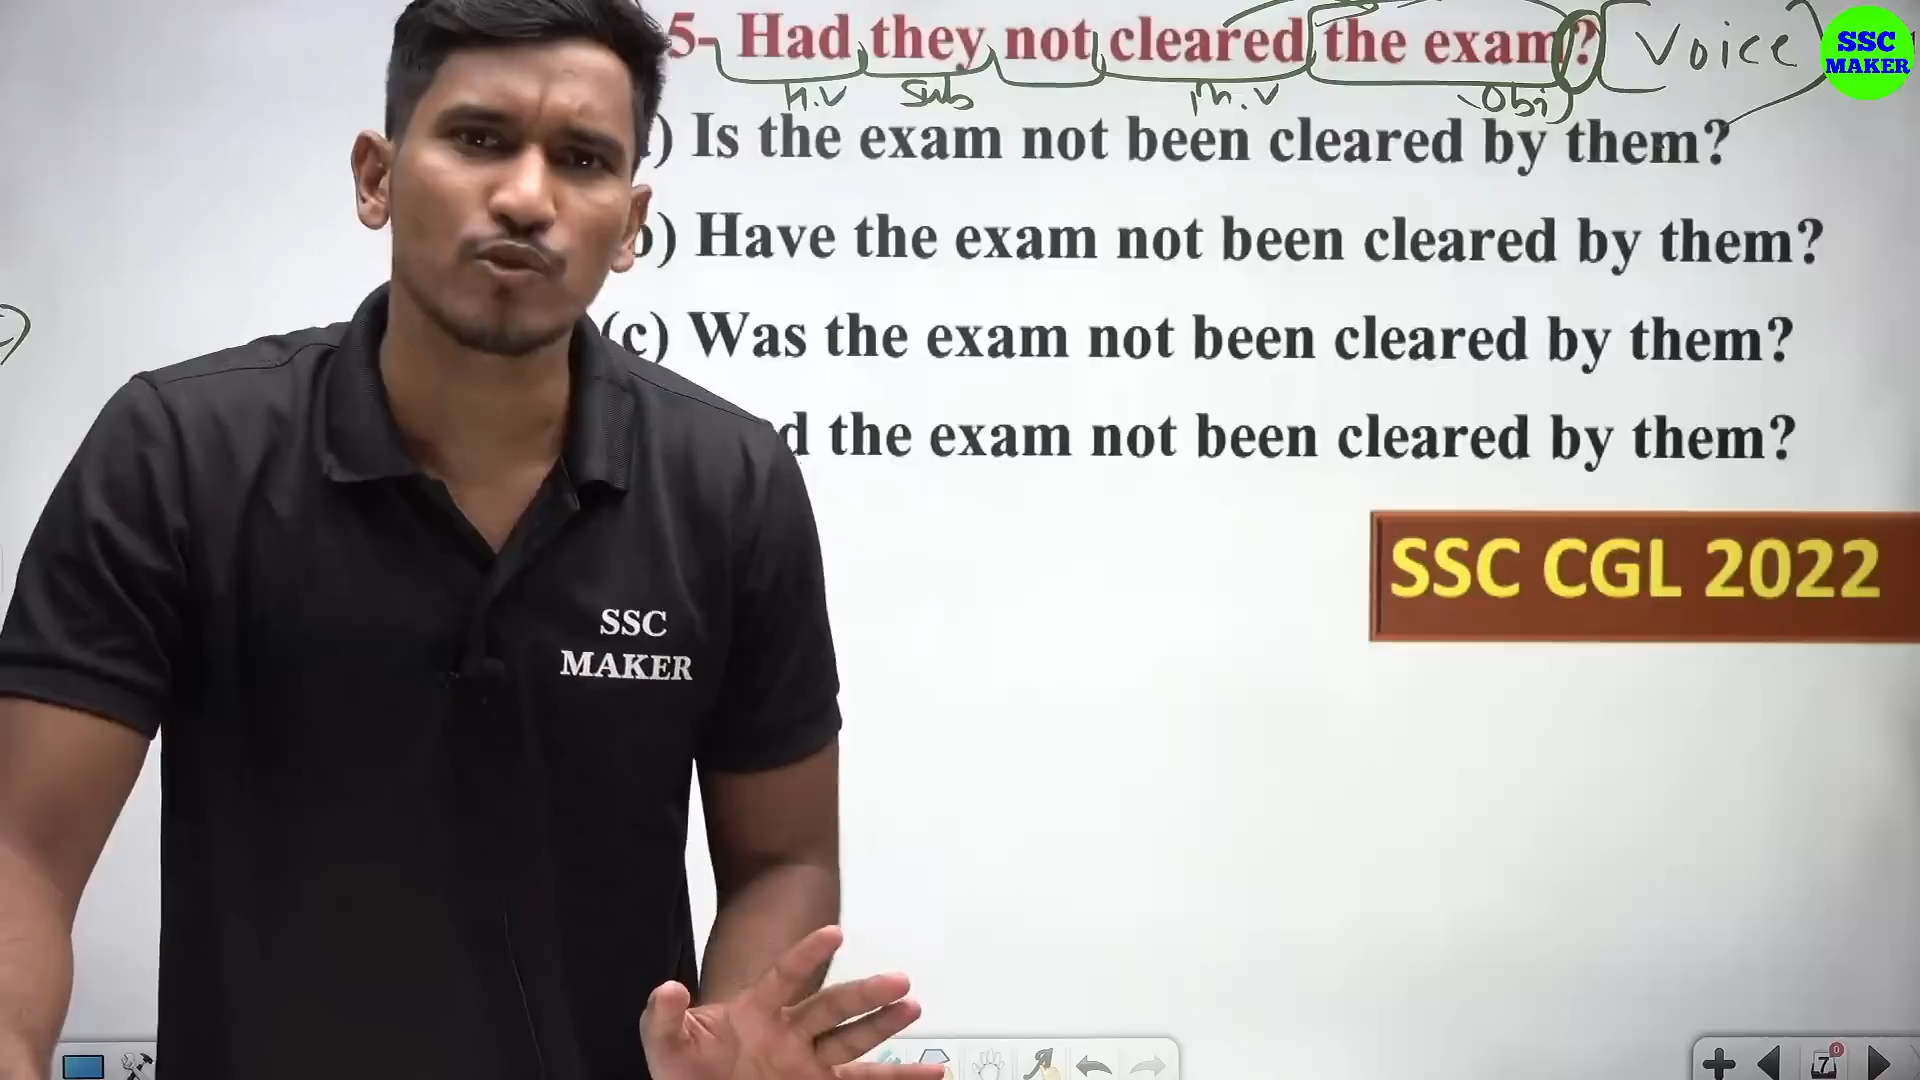 5- Had they not cleared the exam? [Voice]
SSC
MAKER
H.V Sub M.V Obj
) Is the exam not been cleared by them?
b) Have the exam not been cleared by them?
(c) Was the exam not been cleared by them?
d the exam not been cleared by them?
SSC CGL 2022
SSC
MAKER
7
0